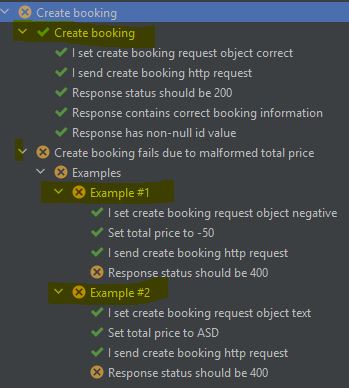 Create booking
Create booking
I set create booking request object correct
I send create booking http request
Response status should be 200
Response contains correct booking information
Response has non-null id value
Create booking fails due to malformed total price
Examples
Example #1
I set create booking request object negative
Set total price to -50
I send create booking http request
Response status should be 400
Example #2
I set create booking request object text
Set total price to ASD
I send create booking http request
Response status should be 400